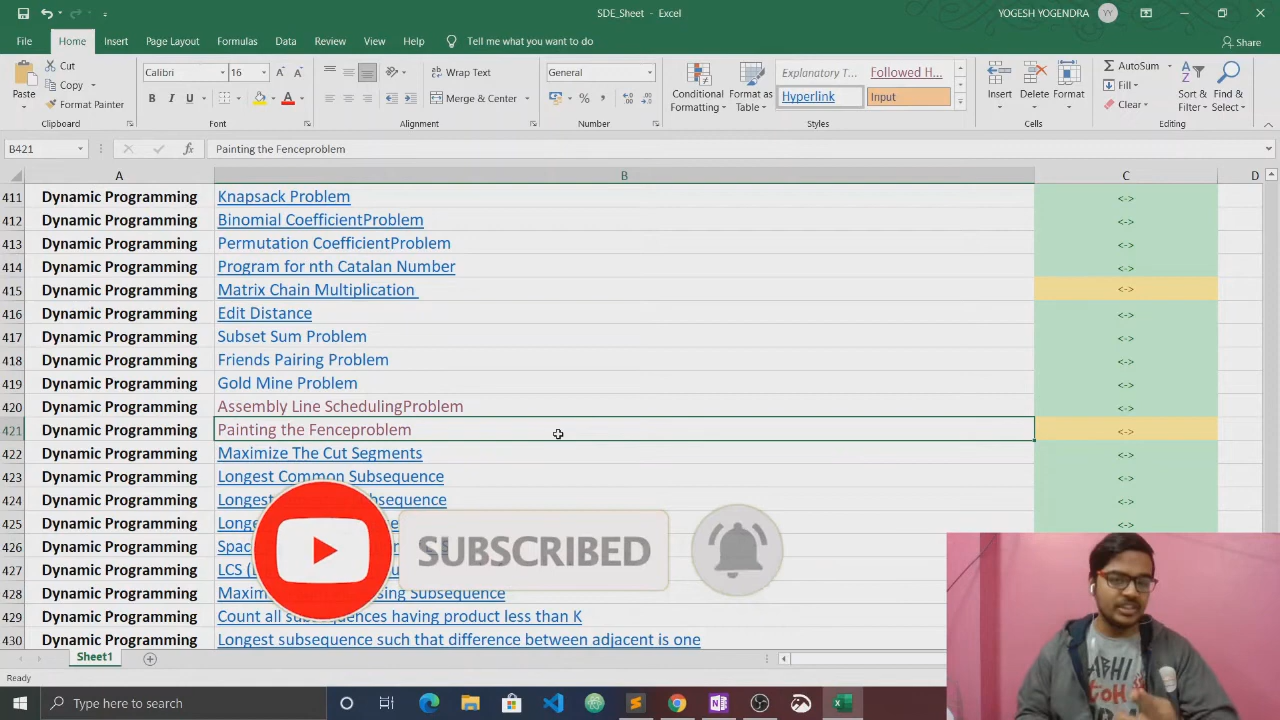 SDE_Sheet - Excel
YOGESH YOGENDRA
YY
File Home Insert Page Layout Formulas Data Review View Help Tell me what you want to do
Share
Paste
Cut
Copy
Format Painter
Clipboard
Calibri 16
B I U
Font
Wrap Text
Merge & Center
Alignment
General
Number
Conditional Formatting
Format as Table
Explanatory T...
Followed H...
Hyperlink
Input
Styles
Insert
Delete
Format
Cells
AutoSum
Fill
Clear
Sort & Filter
Find & Select
Editing
B421 fx Painting the Fenceproblem
A B C D
411 Dynamic Programming Knapsack Problem <->
412 Dynamic Programming Binomial CoefficientProblem <->
413 Dynamic Programming Permutation CoefficientProblem <->
414 Dynamic Programming Program for nth Catalan Number <->
415 Dynamic Programming Matrix Chain Multiplication <->
416 Dynamic Programming Edit Distance <->
417 Dynamic Programming Subset Sum Problem <->
418 Dynamic Programming Friends Pairing Problem <->
419 Dynamic Programming Gold Mine Problem <->
420 Dynamic Programming Assembly Line SchedulingProblem <->
421 Dynamic Programming Painting the Fenceproblem <->
422 Dynamic Programming Maximize The Cut Segments <->
423 Dynamic Programming Longest Common Subsequence <->
424 Dynamic Programming Longest <->
425 Dynamic Programming <->
426 Dynamic Programming
427 Dynamic Programming LCS
428 Dynamic Programming Subsequence
429 Dynamic Programming Count all subsequences having product less than K
430 Dynamic Programming Longest subsequence such that difference between adjacent is one
SUBSCRIBED
Sheet1
Ready
Type here to search